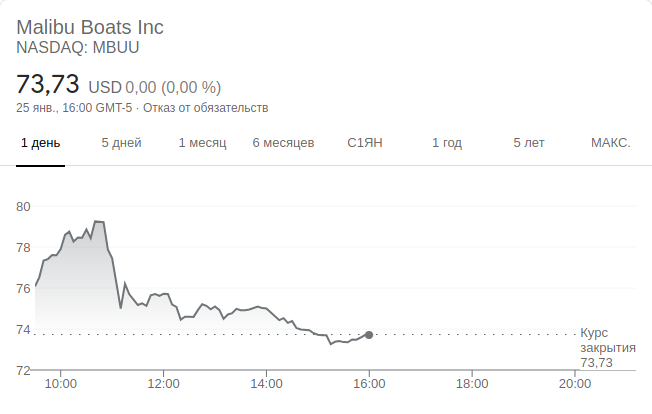 Malibu Boats Inc
NASDAQ: MBUU
73,73 USD 0,00 (0,00 %)
25 янв., 16:00 GMT-5 · Отказ от обязательств
1 день 5 дней 1 месяц 6 месяцев С1ЯН 1 год 5 лет МАКС.
80
78
76
74
72
Курс
закрытия
73,73
10:00 12:00 14:00 16:00 18:00 20:00